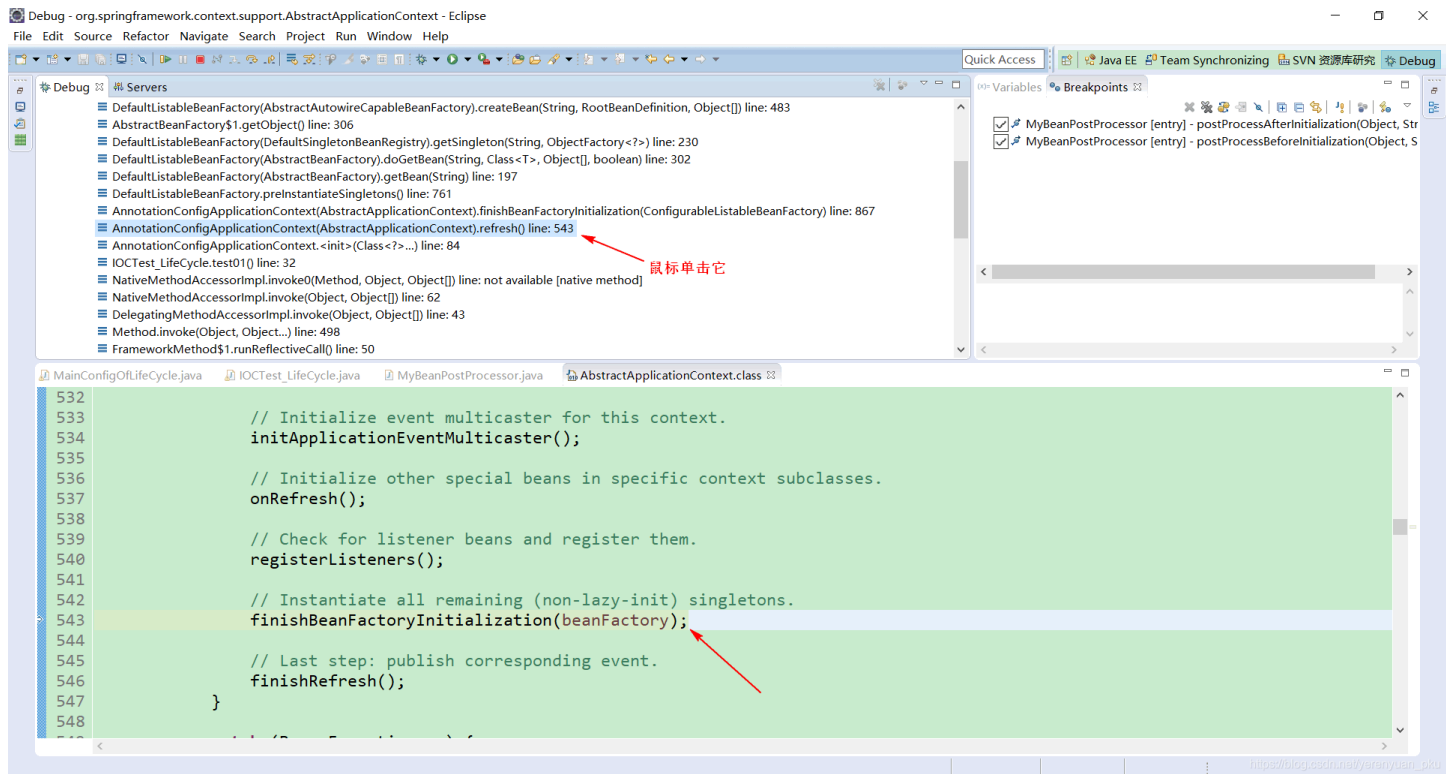 Debug - org.springframework.context.support.AbstractApplicationContext - Eclipse
File Edit Source Refactor Navigate Search Project Run Window Help
Quick Access Java EE Team Synchronizing SVN 资源库研究 Debug
Debug Servers
(x)= Variables Breakpoints
DefaultListableBeanFactory(AbstractAutowireCapableBeanFactory).createBean(String, RootBeanDefinition, Object[]) line: 483
AbstractBeanFactory$1.getObject() line: 306
DefaultListableBeanFactory(DefaultSingletonBeanRegistry).getSingleton(String, ObjectFactory<?>) line: 230
DefaultListableBeanFactory(AbstractBeanFactory).doGetBean(String, Class<T>, Object[], boolean) line: 302
DefaultListableBeanFactory(AbstractBeanFactory).getBean(String) line: 197
DefaultListableBeanFactory.preInstantiateSingletons() line: 761
AnnotationConfigApplicationContext(AbstractApplicationContext).finishBeanFactoryInitialization(ConfigurableListableBeanFactory) line: 867
AnnotationConfigApplicationContext(AbstractApplicationContext).refresh() line: 543
AnnotationConfigApplicationContext.<init>(Class<?>...) line: 84
IOCTest_LifeCycle.test01() line: 32
鼠标单击它
NativeMethodAccessorImpl.invoke0(Method, Object, Object[]) line: not available [native method]
NativeMethodAccessorImpl.invoke(Object, Object[]) line: 62
DelegatingMethodAccessorImpl.invoke(Object, Object[]) line: 43
Method.invoke(Object, Object...) line: 498
FrameworkMethod$1.runReflectiveCall() line: 50
MyBeanPostProcessor [entry] - postProcessAfterInitialization(Object, Str
MyBeanPostProcessor [entry] - postProcessBeforeInitialization(Object, S
MainConfigOfLifeCycle.java IOCTest_LifeCycle.java MyBeanPostProcessor.java AbstractApplicationContext.class
532
533 // Initialize event multicaster for this context.
534 initApplicationEventMulticaster();
535
536 // Initialize other special beans in specific context subclasses.
537 onRefresh();
538
539 // Check for listener beans and register them.
540 registerListeners();
541
542 // Instantiate all remaining (non-lazy-init) singletons.
543 finishBeanFactoryInitialization(beanFactory);
544
545 // Last step: publish corresponding event.
546 finishRefresh();
547 }
548
https://blog.csdn.net/yerenyuan_pku